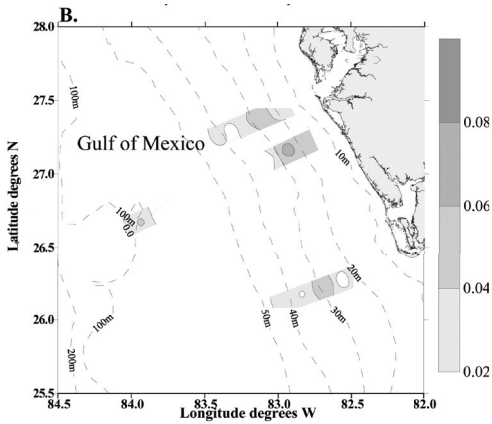 B.
28.0
27.5
27.0
26.5
26.0
25.5
Latitude degrees N
84.5
84.0
83.5
83.0
82.5
82.0
Longitude degrees W
Gulf of Mexico
100m
10m
100m
0.0
20m
30m
40m
50m
100m
200m
0.08
0.06
0.04
0.02